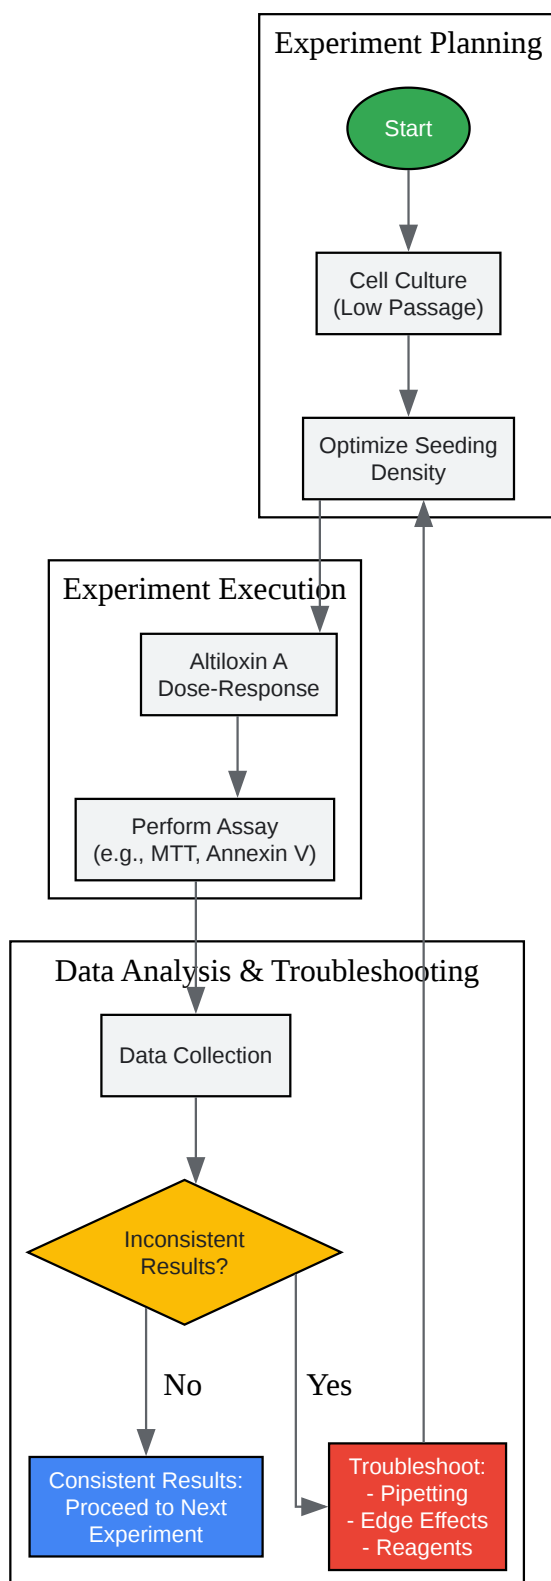 Experiment Planning
Start
Cell Culture
(Low Passage)
Optimize Seeding
Density
Experiment Execution
Altiloxin A
Dose-Response
Perform Assay
(e.g., MTT, Annexin V)
Data Analysis & Troubleshooting
Data Collection
Inconsistent
Results?
No
Yes
Consistent Results:
Proceed to Next
Experiment
Troubleshoot:
- Pipetting
- Edge Effects
- Reagents